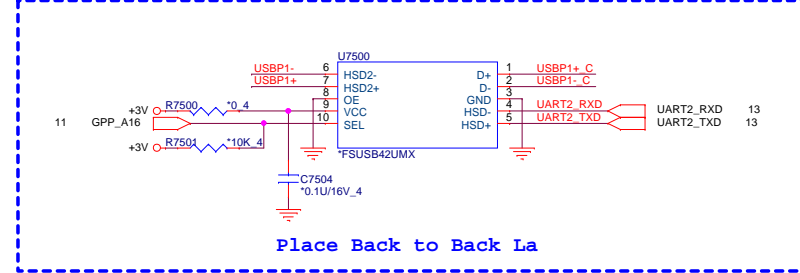 U7500
USBP1- 6 HSD2- D+ 1 USBP1+_C
USBP1+ 7 HSD2+ D- 2 USBP1-_C
8 OE GND 3
+3V R7500 *0_4 9 VCC HSD- 4 UART2_RXD UART2_RXD 13
11 GPP_A16 10 SEL HSD+ 5 UART2_TXD UART2_TXD 13
+3V R7501 *10K_4
*FSUSB42UMX
C7504
*0.1U/16V_4
Place Back to Back La